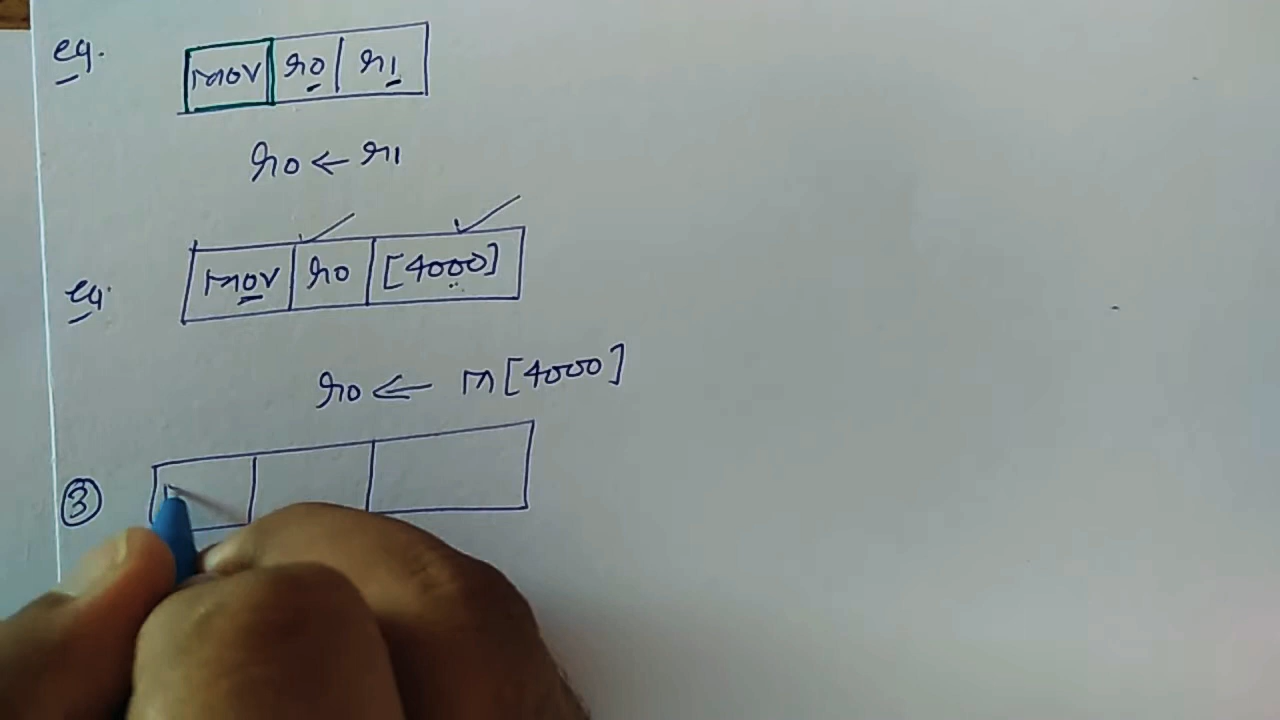 eg. mov r0 r1
r0 ← r1
eg. mov r0 [4000]
r0 ← m[4000]
③